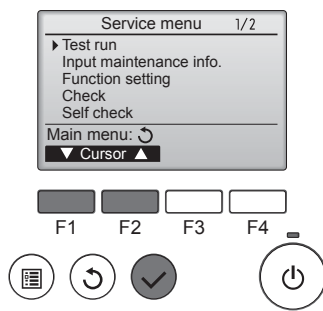 Service menu 1/2
Test run
Input maintenance info.
Function setting
Check
Self check
Main menu:
Cursor
F1 F2 F3 F4